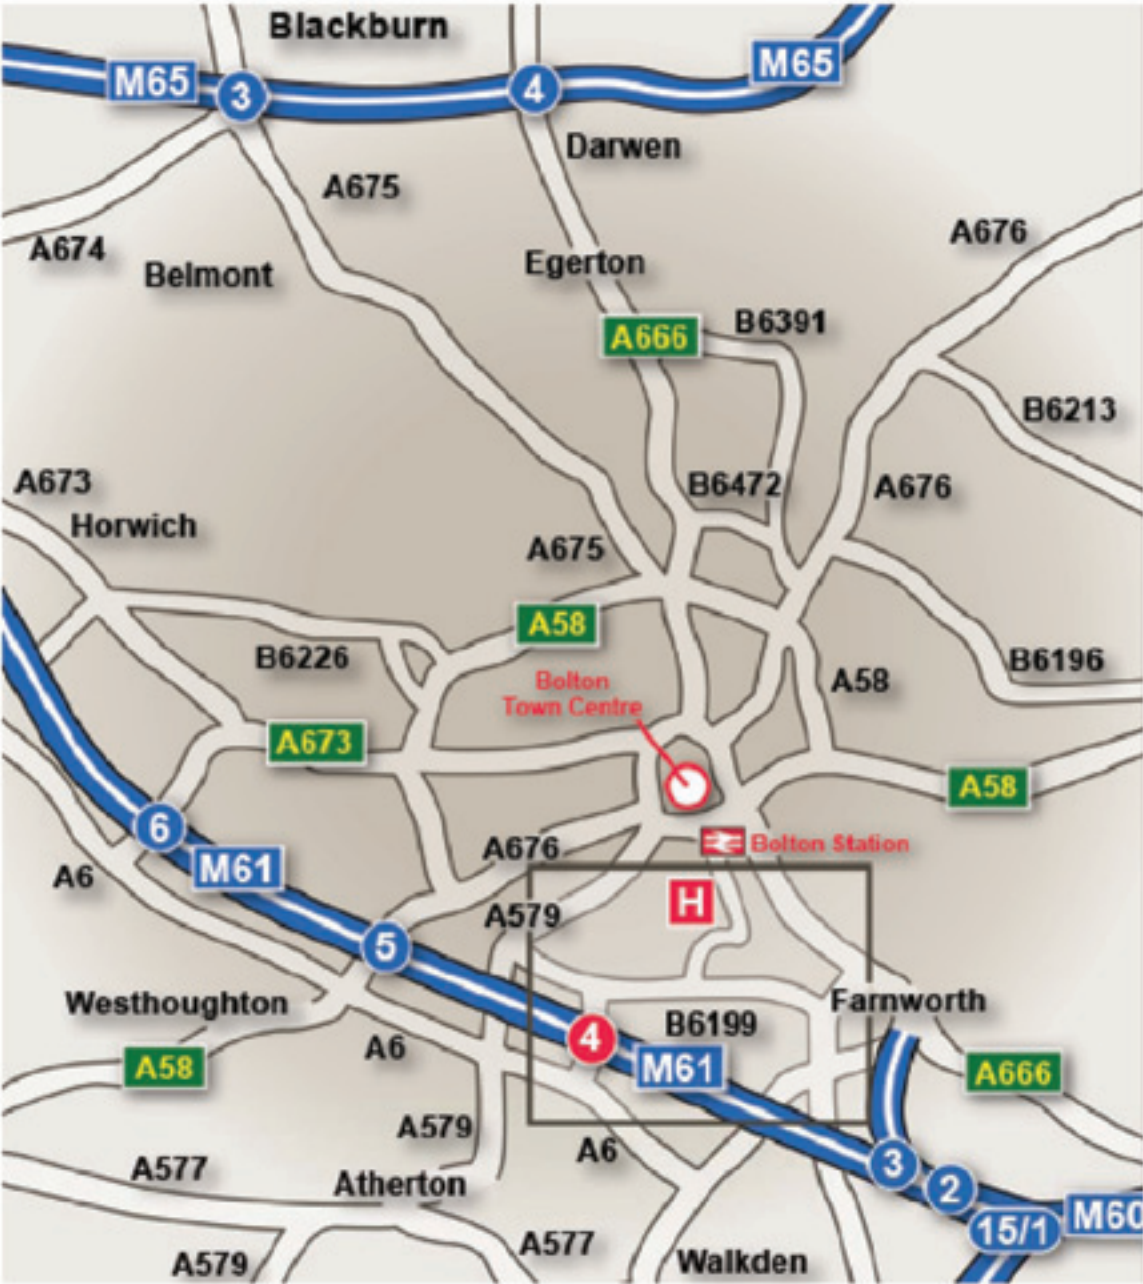 Blackburn
M65
M65
3
4
Darwen
A675
A674
A676
Belmont
Egerton
A666
B6391
B6213
A673
B6472
A676
Horwich
A675
A58
B6226
B6196
A58
Bolton
Town Centre
A673
A58
6
A676
Bolton Station
M61
A6
H
A579
5
Westhoughton
Farnworth
4
B6199
A6
A58
M61
A666
A579
A6
A577
3
Atherton
2
15/1
M60
A577
A579
Walkden